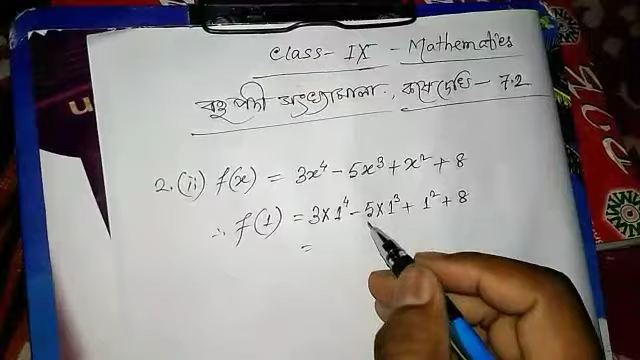 Class - IX - Mathematics
বহুপদী সংখ্যামালা, কষে দেখি - 7.2
2. (ii) f(x) = 3x⁴ - 5x³ + x² + 8
∴ f(1) = 3×1⁴ - 5×1³ + 1² + 8
=